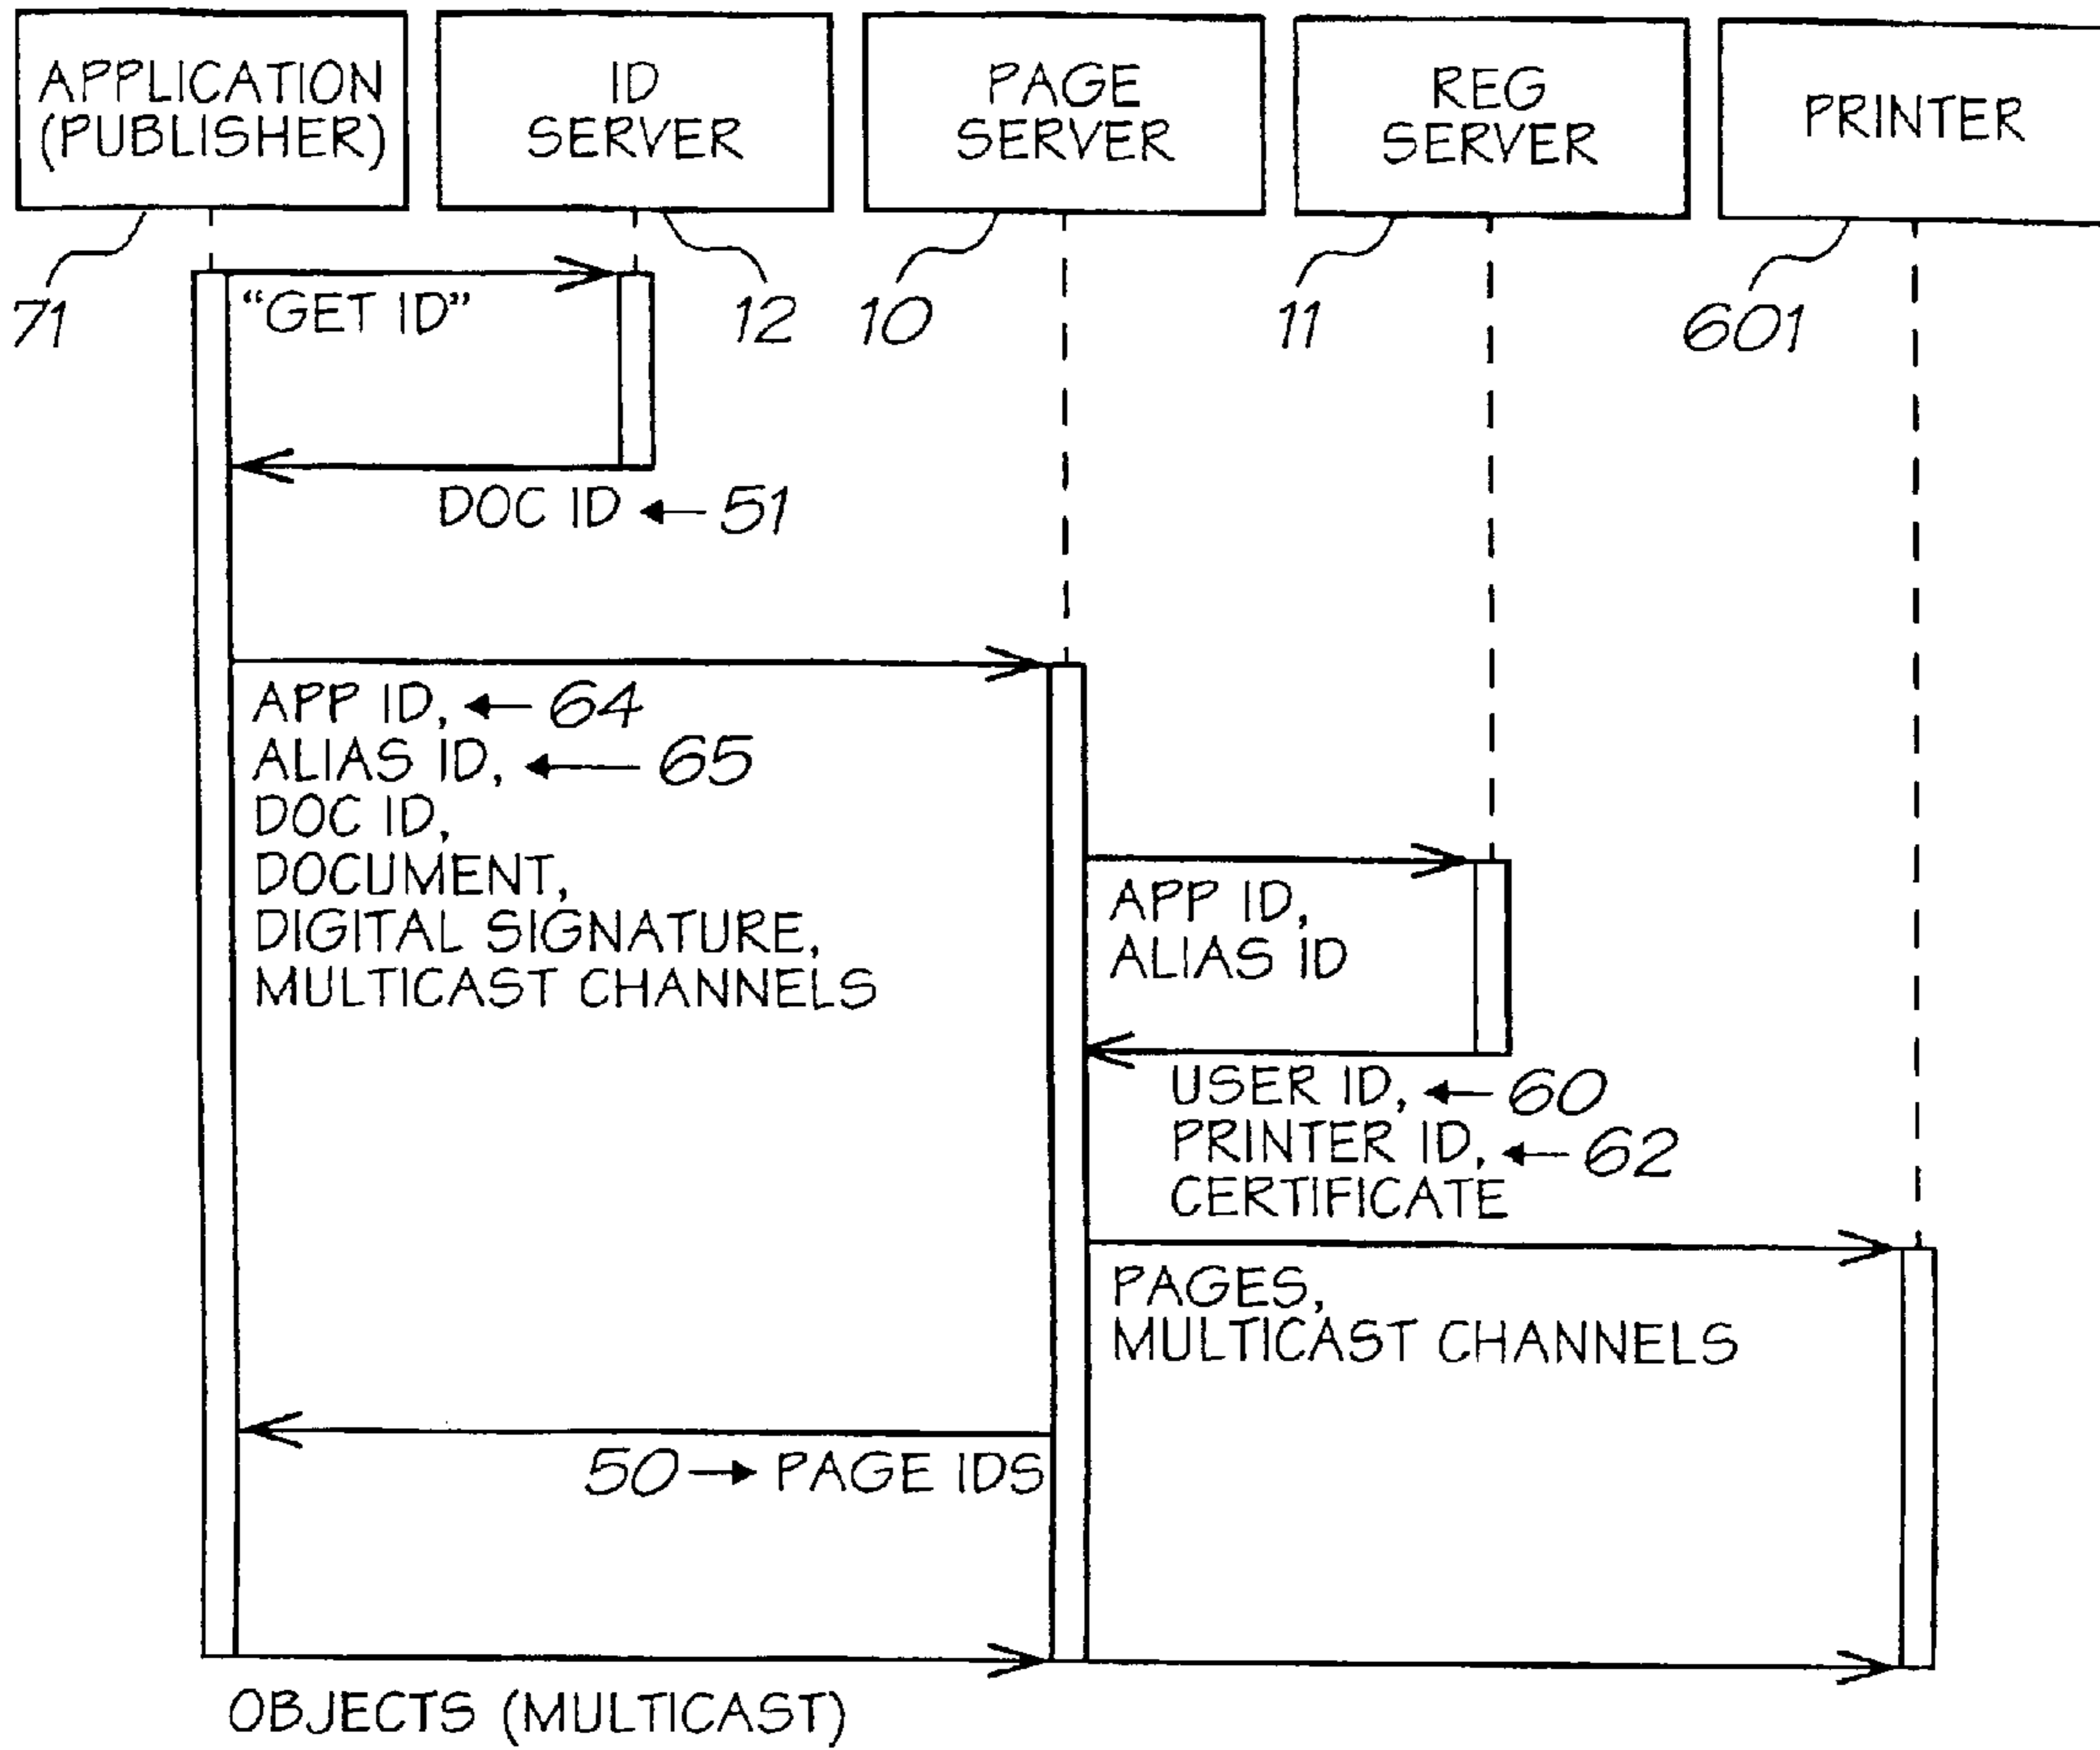 APPLICATION
(PUBLISHER)
ID
SERVER
PAGE
SERVER
REG
SERVER
PRINTER
71
12
10
11
601
“GET ID”
DOC ID 51
APP ID, 64
ALIAS ID, 65
DOC ID,
DOCUMENT,
DIGITAL SIGNATURE,
MULTICAST CHANNELS
APP ID,
ALIAS ID
USER ID, 60
PRINTER ID, 62
CERTIFICATE
PAGES,
MULTICAST CHANNELS
50 PAGE IDS
OBJECTS (MULTICAST)